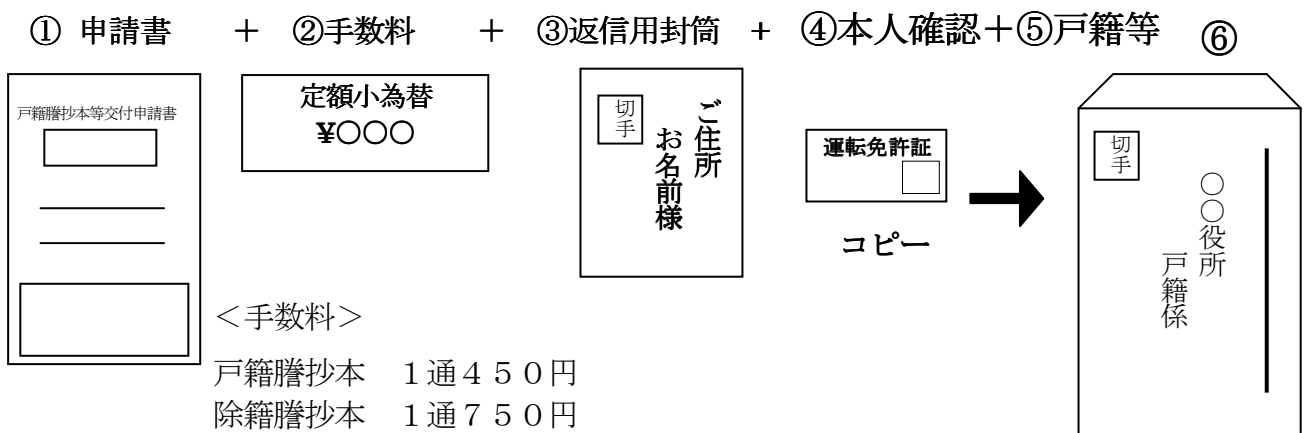 ① 申請書 ＋ ②手数料 ＋ ③返信用封筒 + ④本人確認＋⑤戸籍等 ⑥
戸籍謄抄本等交付申請書
定額小為替
¥〇〇〇
切手
ご住所
お名前様
運転免許証
コピー
切手
〇〇役所
戸籍係
＜手数料＞
戸籍謄抄本 １通４５０円
除籍謄抄本 １通７５０円